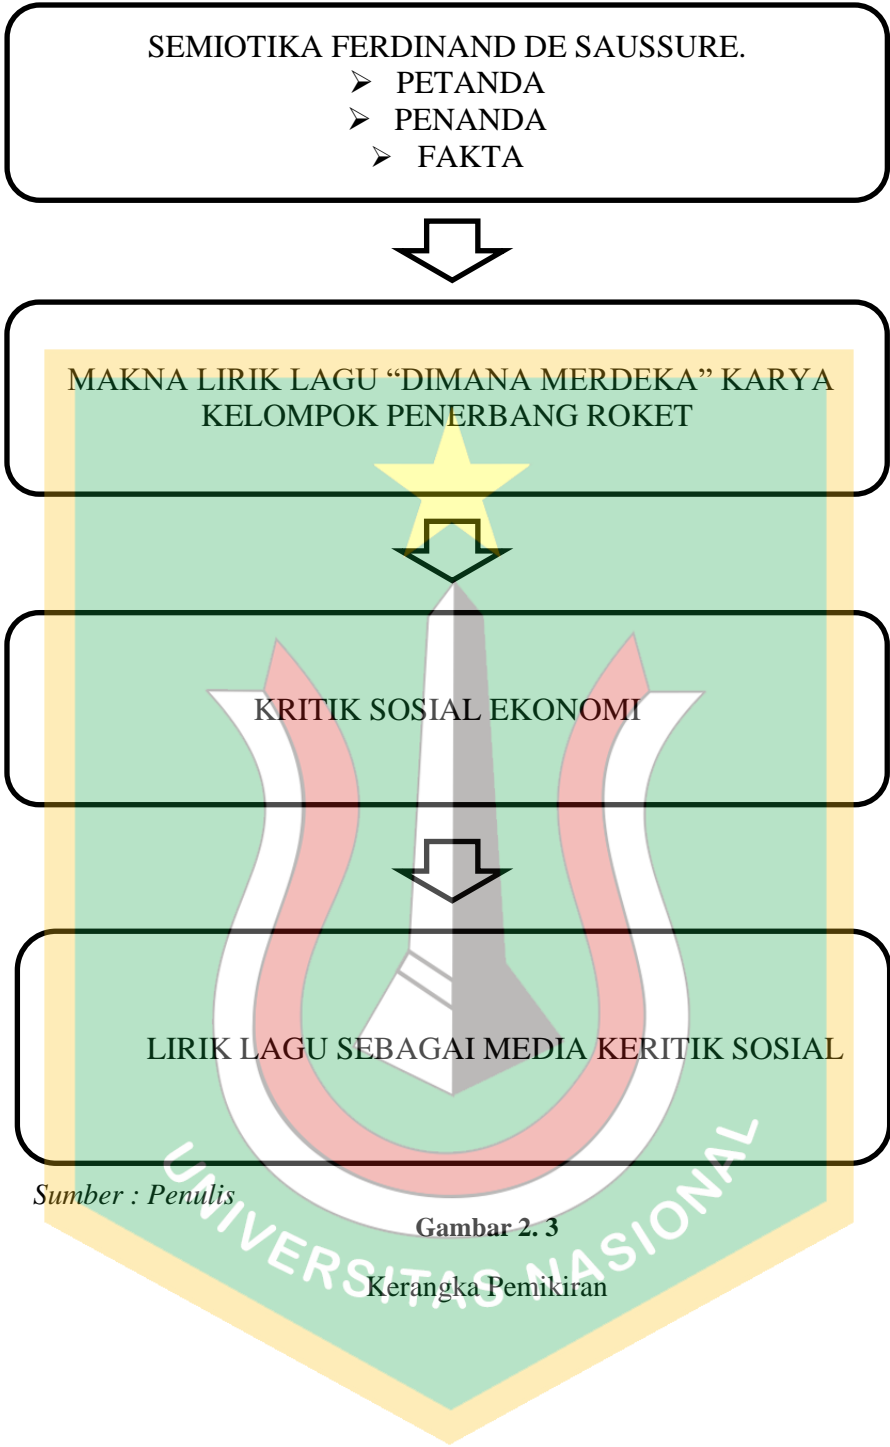 SEMIOTIKA FERDINAND DE SAUSSURE.
➢ PETANDA
➢ PENANDA
➢ FAKTA
MAKNA LIRIK LAGU “DIMANA MERDEKA” KARYA
KELOMPOK PENERBANG ROKET
KRITIK SOSIAL EKONOMI
LIRIK LAGU SEBAGAI MEDIA KERITIK SOSIAL
Sumber : Penulis
Gambar 2. 3
Kerangka Pemikiran
UNIVERSITAS NASIONAL